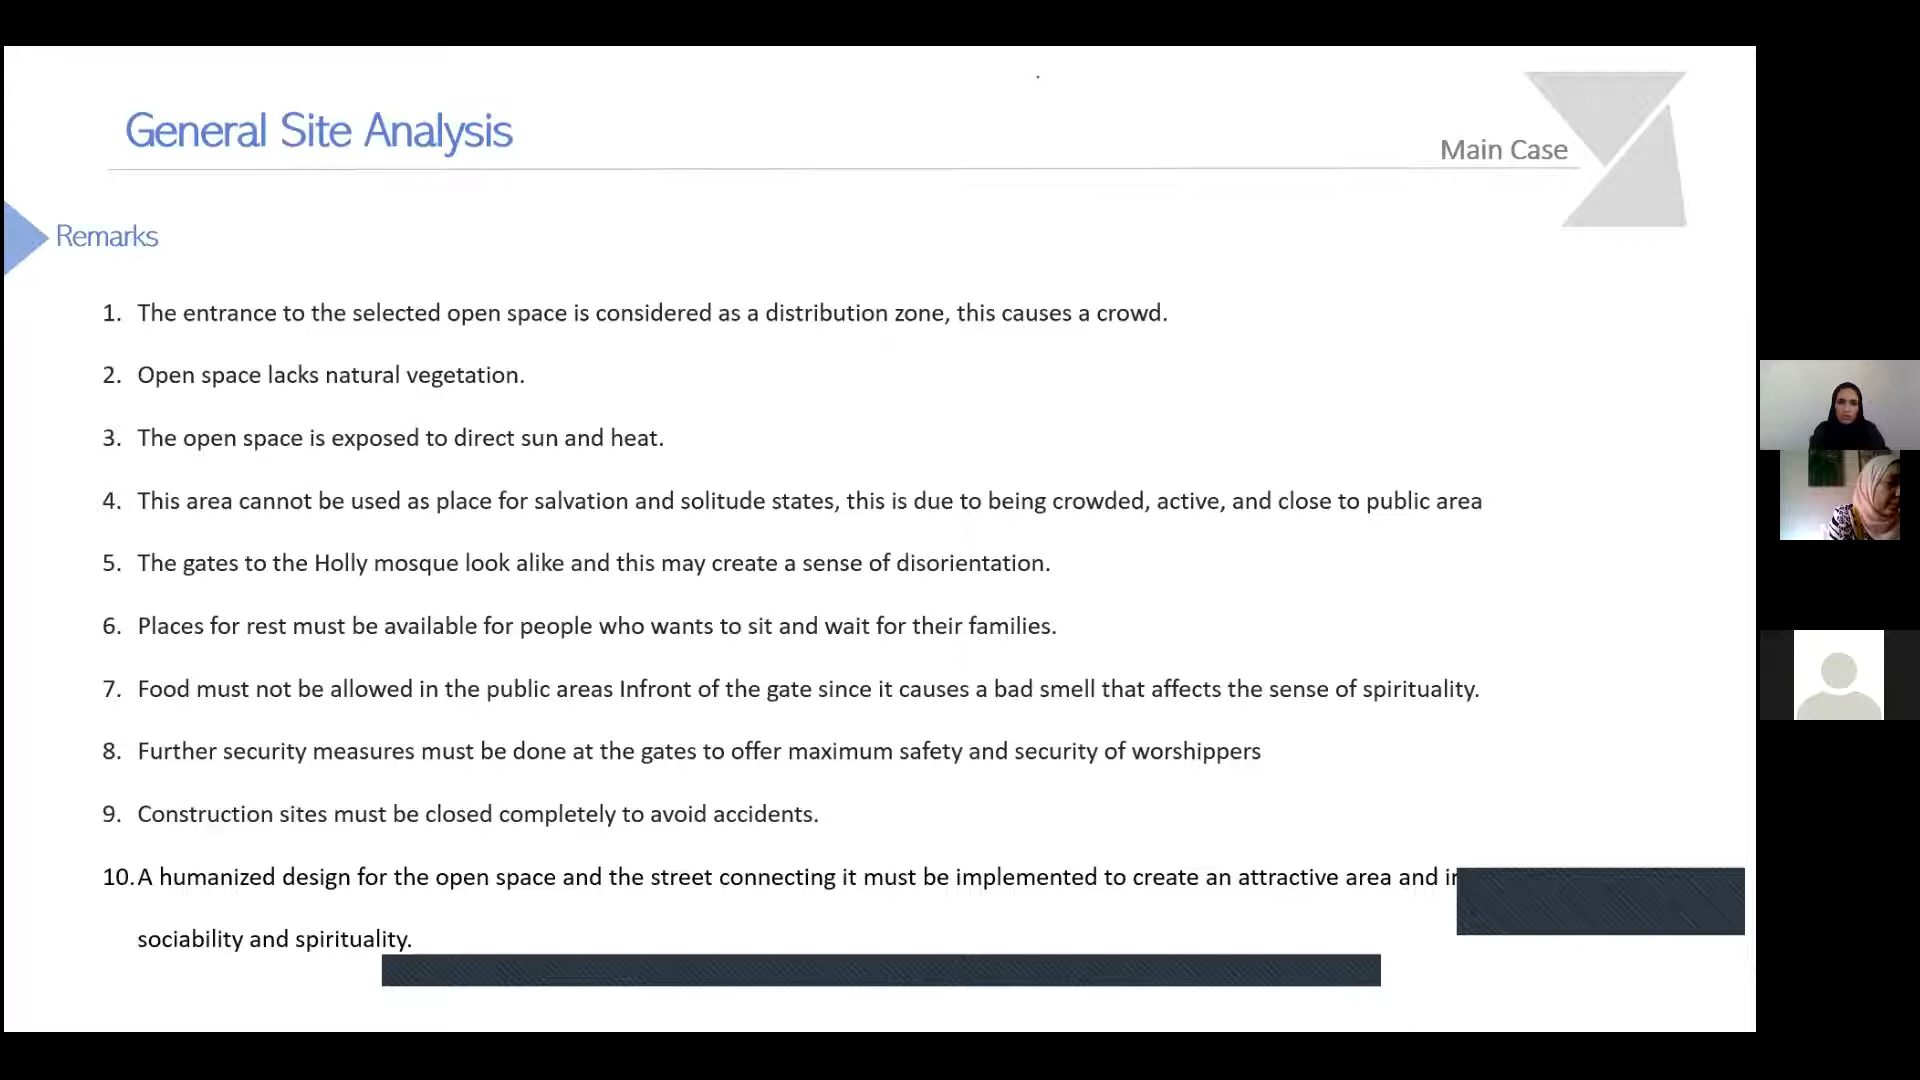 General Site Analysis
Main Case
Remarks
1. The entrance to the selected open space is considered as a distribution zone, this causes a crowd.
2. Open space lacks natural vegetation.
3. The open space is exposed to direct sun and heat.
4. This area cannot be used as place for salvation and solitude states, this is due to being crowded, active, and close to public area
5. The gates to the Holly mosque look alike and this may create a sense of disorientation.
6. Places for rest must be available for people who wants to sit and wait for their families.
7. Food must not be allowed in the public areas Infront of the gate since it causes a bad smell that affects the sense of spirituality.
8. Further security measures must be done at the gates to offer maximum safety and security of worshippers
9. Construction sites must be closed completely to avoid accidents.
10. A humanized design for the open space and the street connecting it must be implemented to create an attractive area and
sociability and spirituality.